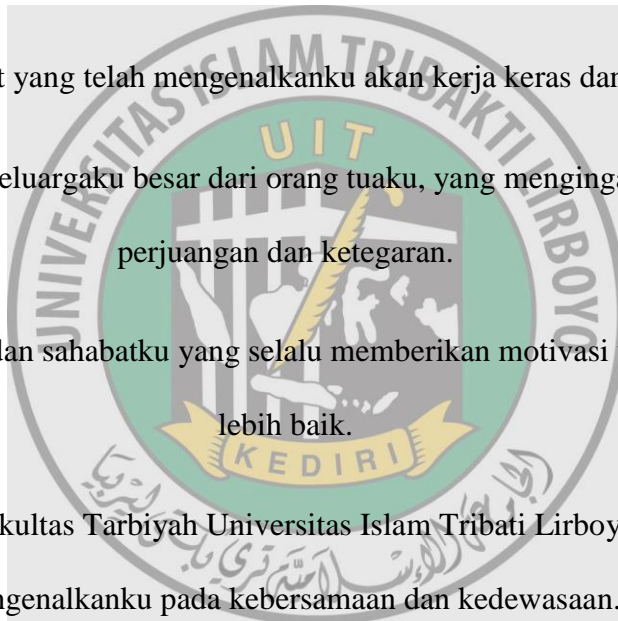 UNIVERSITAS ISLAM TRIBAKTI LIRBOYO
t yang telah mengenalkanku akan kerja keras dan
UIT
eluargaku besar dari orang tuaku, yang menginga
perjuangan dan ketegaran.
dan sahabatku yang selalu memberikan motivasi
lebih baik.
KEDIRI
kultas Tarbiyah Universitas Islam Tribati Lirboy
ngenalkanku pada kebersamaan dan kedewasaan.